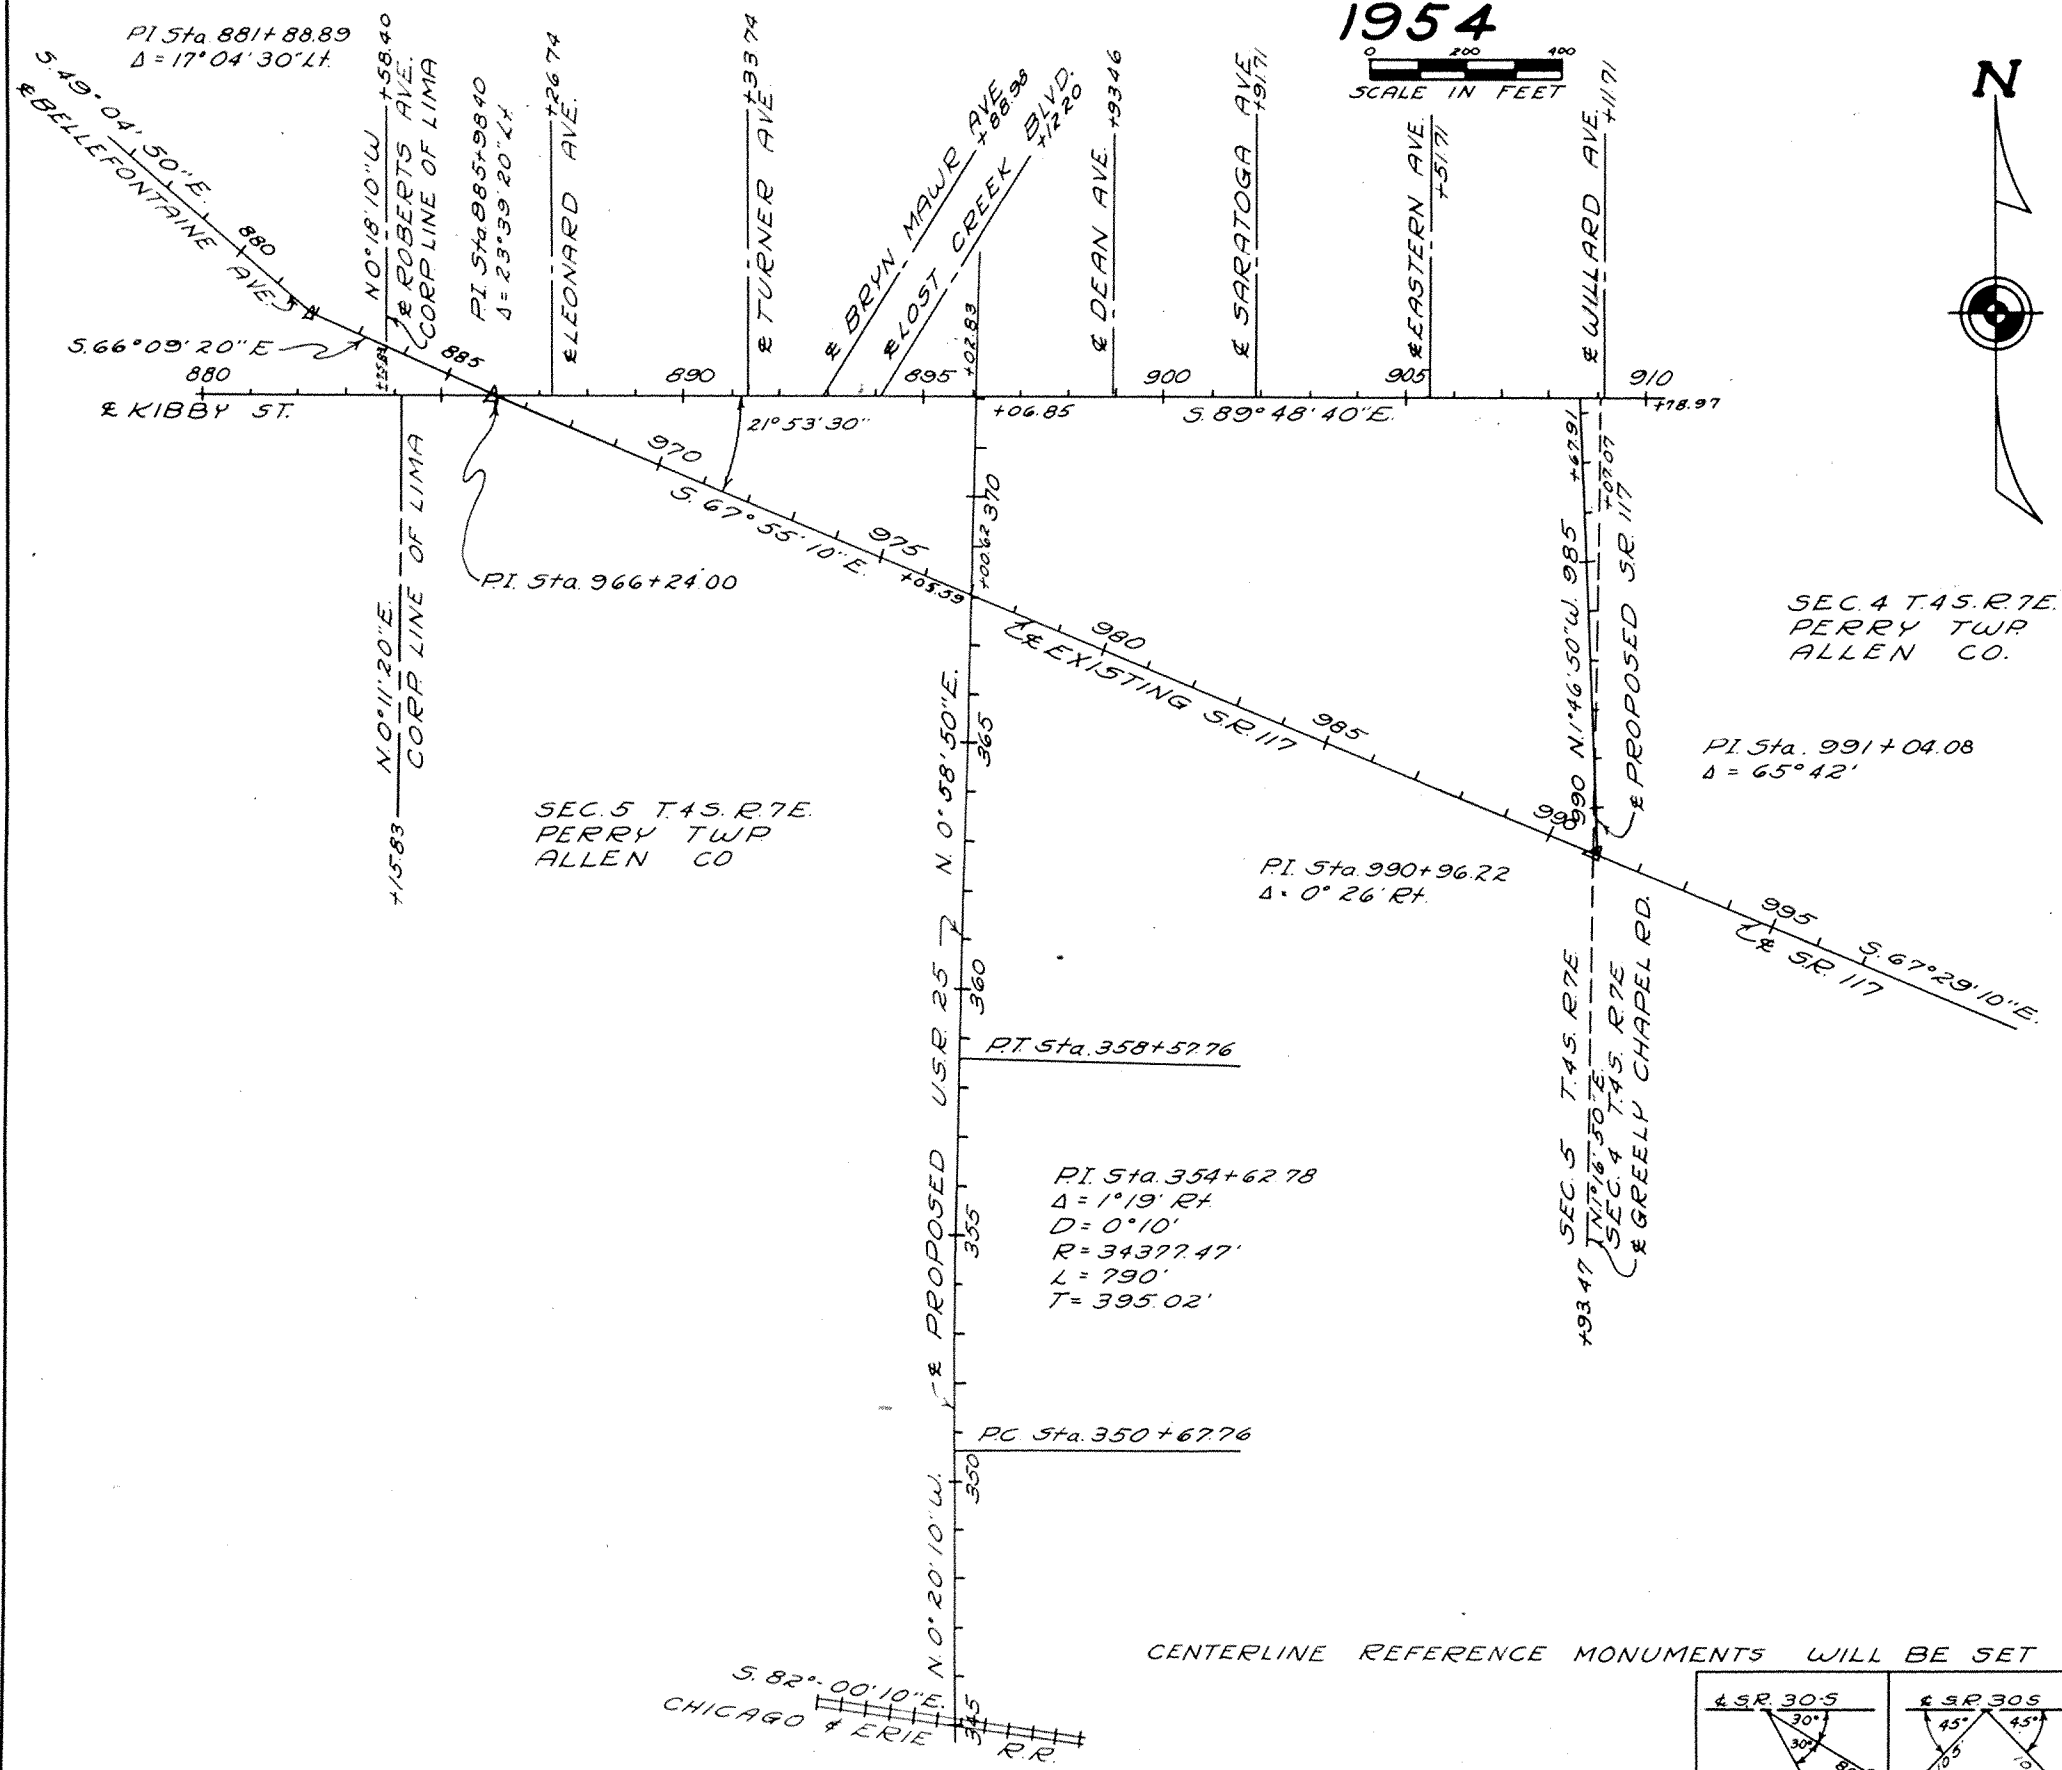 1954
0 200 400
SCALE IN FEET
N
P.I. Sta. 881+88.89
Δ = 17°04'30" Lt.
S.49°04'50"E.
℄ BELLEFONTAINE AVE.
880
N 0°18'10"W
+58.40
℄ ROBERTS AVE.
CORP. LINE OF LIMA
P.I. Sta. 885+98.40
Δ = 23°39'20" Lt.
+26.74
℄ LEONARD AVE.
+33.74
℄ TURNER AVE.
℄ BRYN MAWR AVE
+88.98
℄ LOST CREEK BLVD.
+12.20
+93.46
℄ DEAN AVE.
+91.71
℄ SARATOGA AVE
℄ EASTERN AVE.
+51.71
+11.71
℄ WILLARD AVE.
S.66°09'20"E
885
+02.83
880
890
895
900
905
910
℄ KIBBY ST.
21°53'30"
+06.85
S.89°48'40"E.
+78.97
970
S.67°55'10"E.
975
+05.59
+00.62
370
+67.91
+07.07
P.I. Sta. 966+24.00
N.0°11'20"E.
CORP. LINE OF LIMA
+15.83
980
℄ EXISTING S.R. 117
985
990
985
N.1°46'50"W.
990
℄ PROPOSED S.R. 117
SEC. 4 T.4S. R.7E.
PERRY TWP.
ALLEN CO.
P.I. Sta. 991+04.08
Δ = 65°42'
SEC. 5 T.4S. R.7E.
PERRY TWP.
ALLEN CO
365
N. 0°58'50"E.
P.I. Sta. 990+96.22
Δ = 0°26' Rt.
995
℄ S.R. 117
S.67°29'10"E.
360
P.T. Sta. 358+57.76
SEC. 5 T.4S. R.7E
N.1°16'50"E.
SEC. 4 T.4S. R.7E
℄ GREELY CHAPEL RD.
+93.47
℄ PROPOSED U.S.R. 25
355
P.I. Sta. 354+62.78
Δ = 1°19' Rt.
D = 0°10'
R = 34377.47'
L = 790'
T = 395.02'
P.C. Sta. 350+67.76
350
N.0°20'10"W.
345
S. 82°-00'10"E.
CHICAGO & ERIE R.R.
CENTERLINE REFERENCE MONUMENTS WILL BE SET
℄ S.R. 30-S
30°
30°
℄ S.R. 30S
45°
45°